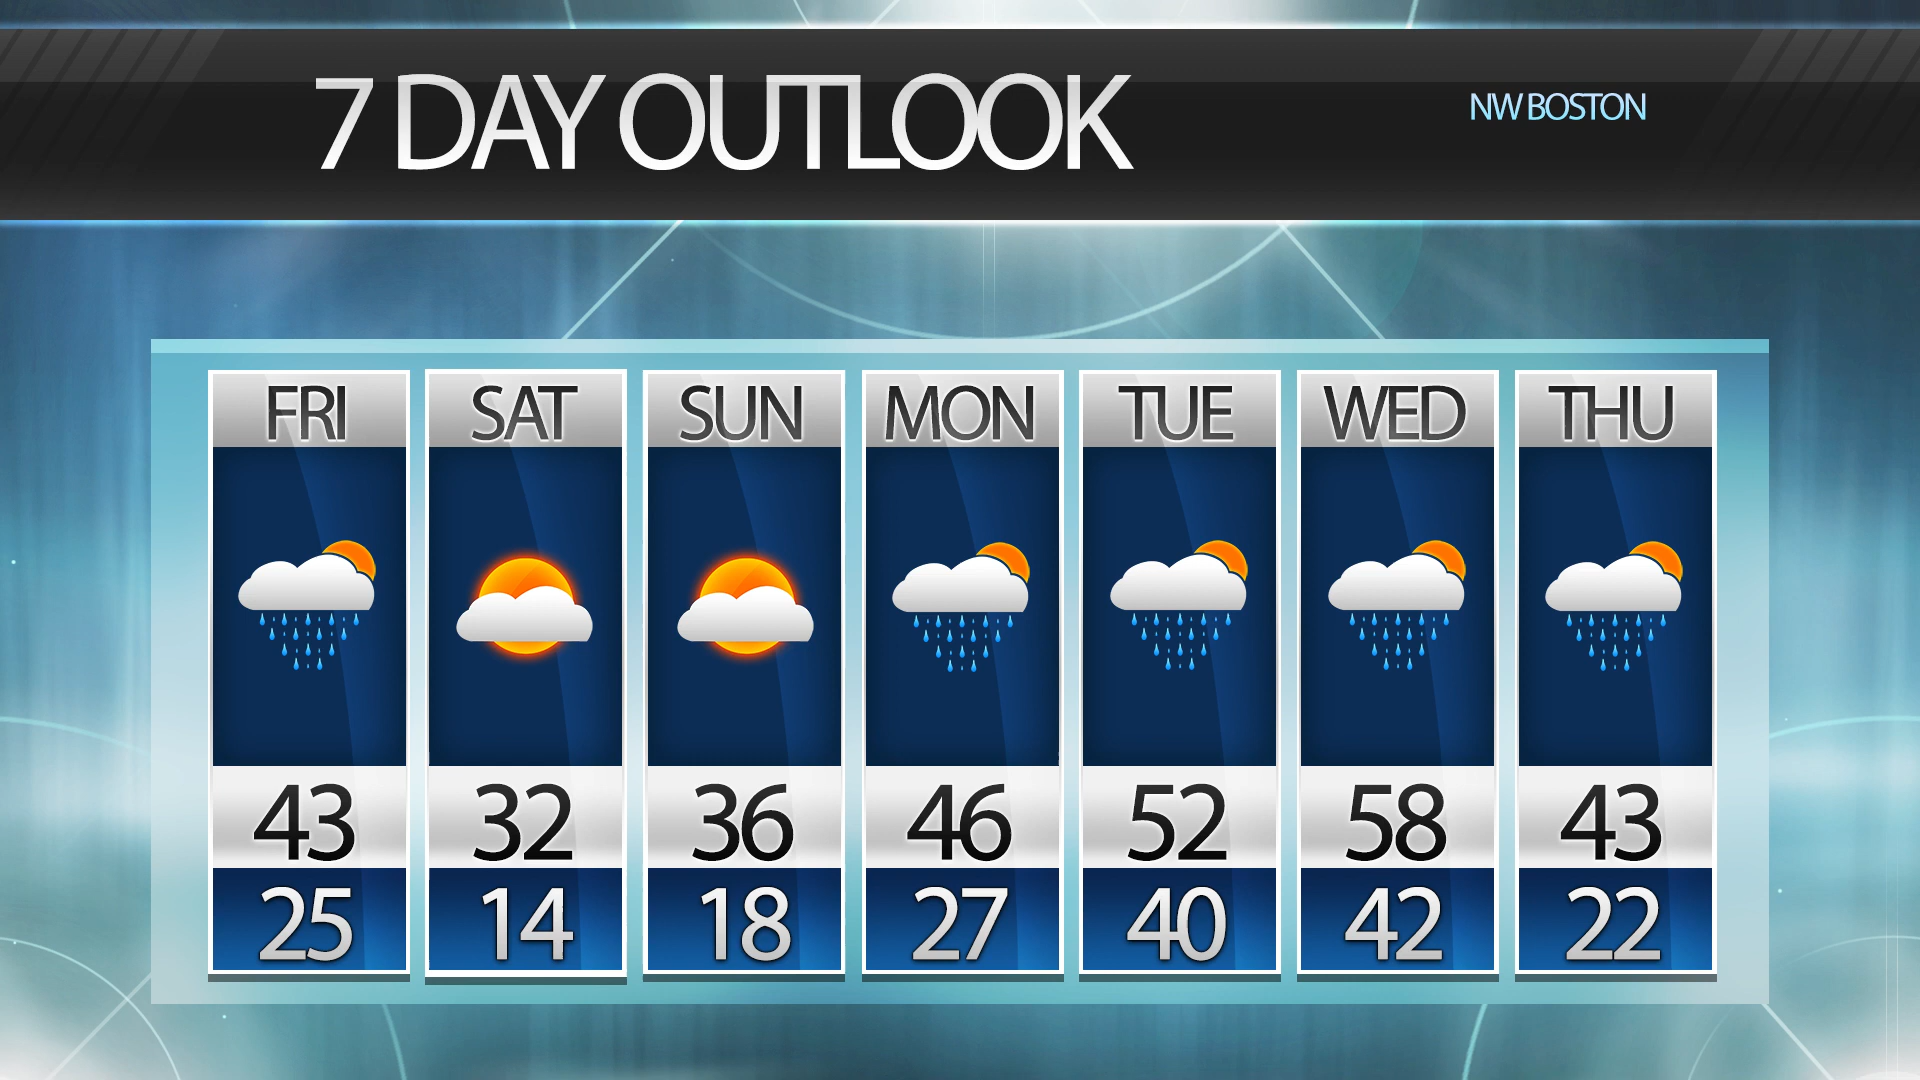 7 DAY OUTLOOK
NW BOSTON
FRI SAT SUN MON TUE WED THU
43 32 36 46 52 58 43
25 14 18 27 40 42 22